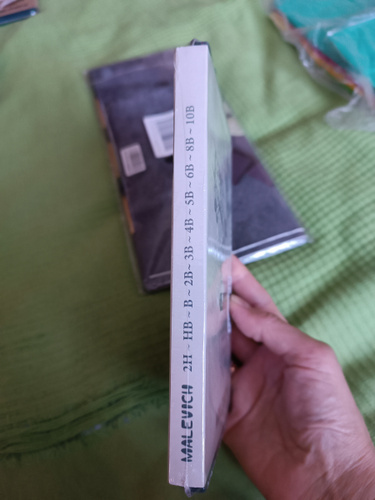 MALEVICH 2H ~ HB ~ B ~ 2B ~ 3B ~ 4B ~ 5B ~ 6B ~ 8B ~ 10B